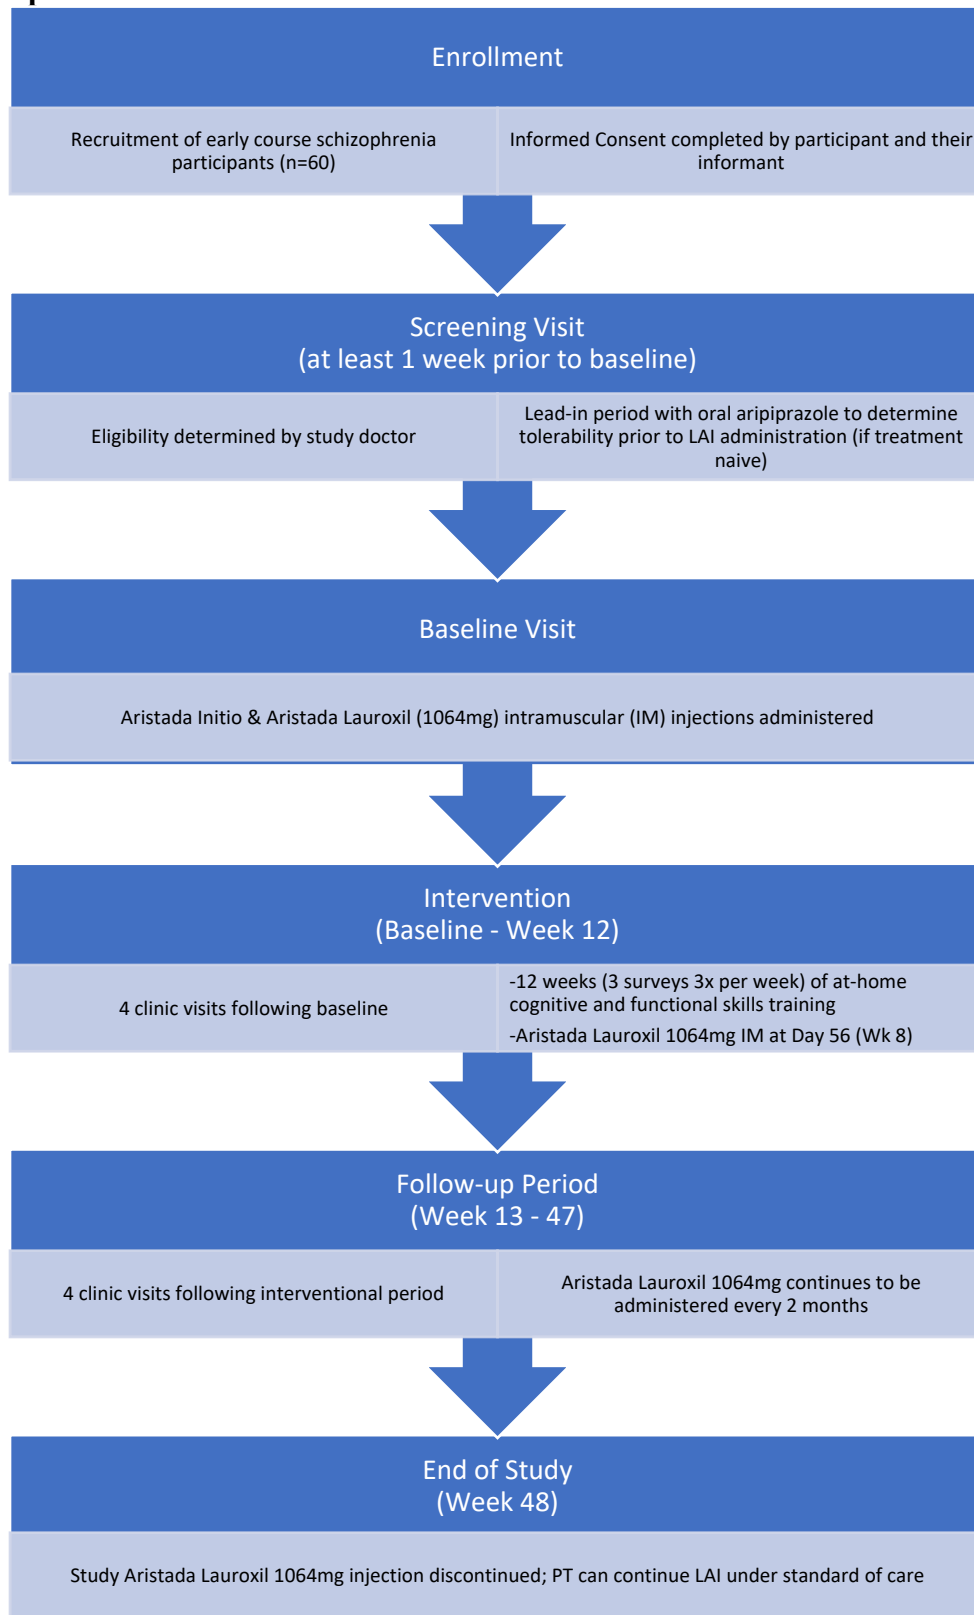 Enrollment
Recruitment of early course schizophrenia
participants (n=60)
Informed Consent completed by participant and their
informant
Screening Visit
(at least 1 week prior to baseline)
Eligibility determined by study doctor
Lead-in period with oral aripiprazole to determine
tolerability prior to LAI administration (if treatment
naive)
Baseline Visit
Aristada Initio & Aristada Lauroxil (1064mg) intramuscular (IM) injections administered
Intervention
(Baseline - Week 12)
4 clinic visits following baseline
-12 weeks (3 surveys 3x per week) of at-home
cognitive and functional skills training
-Aristada Lauroxil 1064mg IM at Day 56 (Wk 8)
Follow-up Period
(Week 13 - 47)
4 clinic visits following interventional period
Aristada Lauroxil 1064mg continues to be
administered every 2 months
End of Study
(Week 48)
Study Aristada Lauroxil 1064mg injection discontinued; PT can continue LAI under standard of care